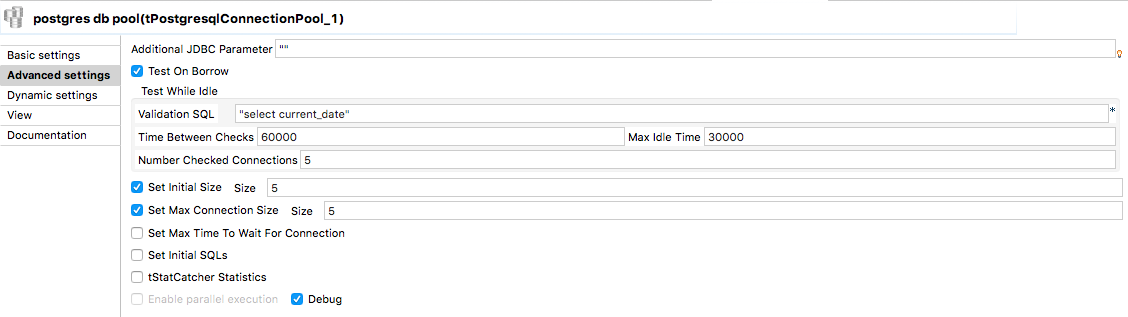 postgres db pool(tPostgresqlConnectionPool_1)
Basic settings
Advanced settings
Dynamic settings
View
Documentation
Additional JDBC Parameter ""
Test On Borrow
Test While Idle
Validation SQL "select current_date" *
Time Between Checks 60000 Max Idle Time 30000
Number Checked Connections 5
Set Initial Size Size 5
Set Max Connection Size Size 5
Set Max Time To Wait For Connection
Set Initial SQLs
tStatCatcher Statistics
Enable parallel execution Debug